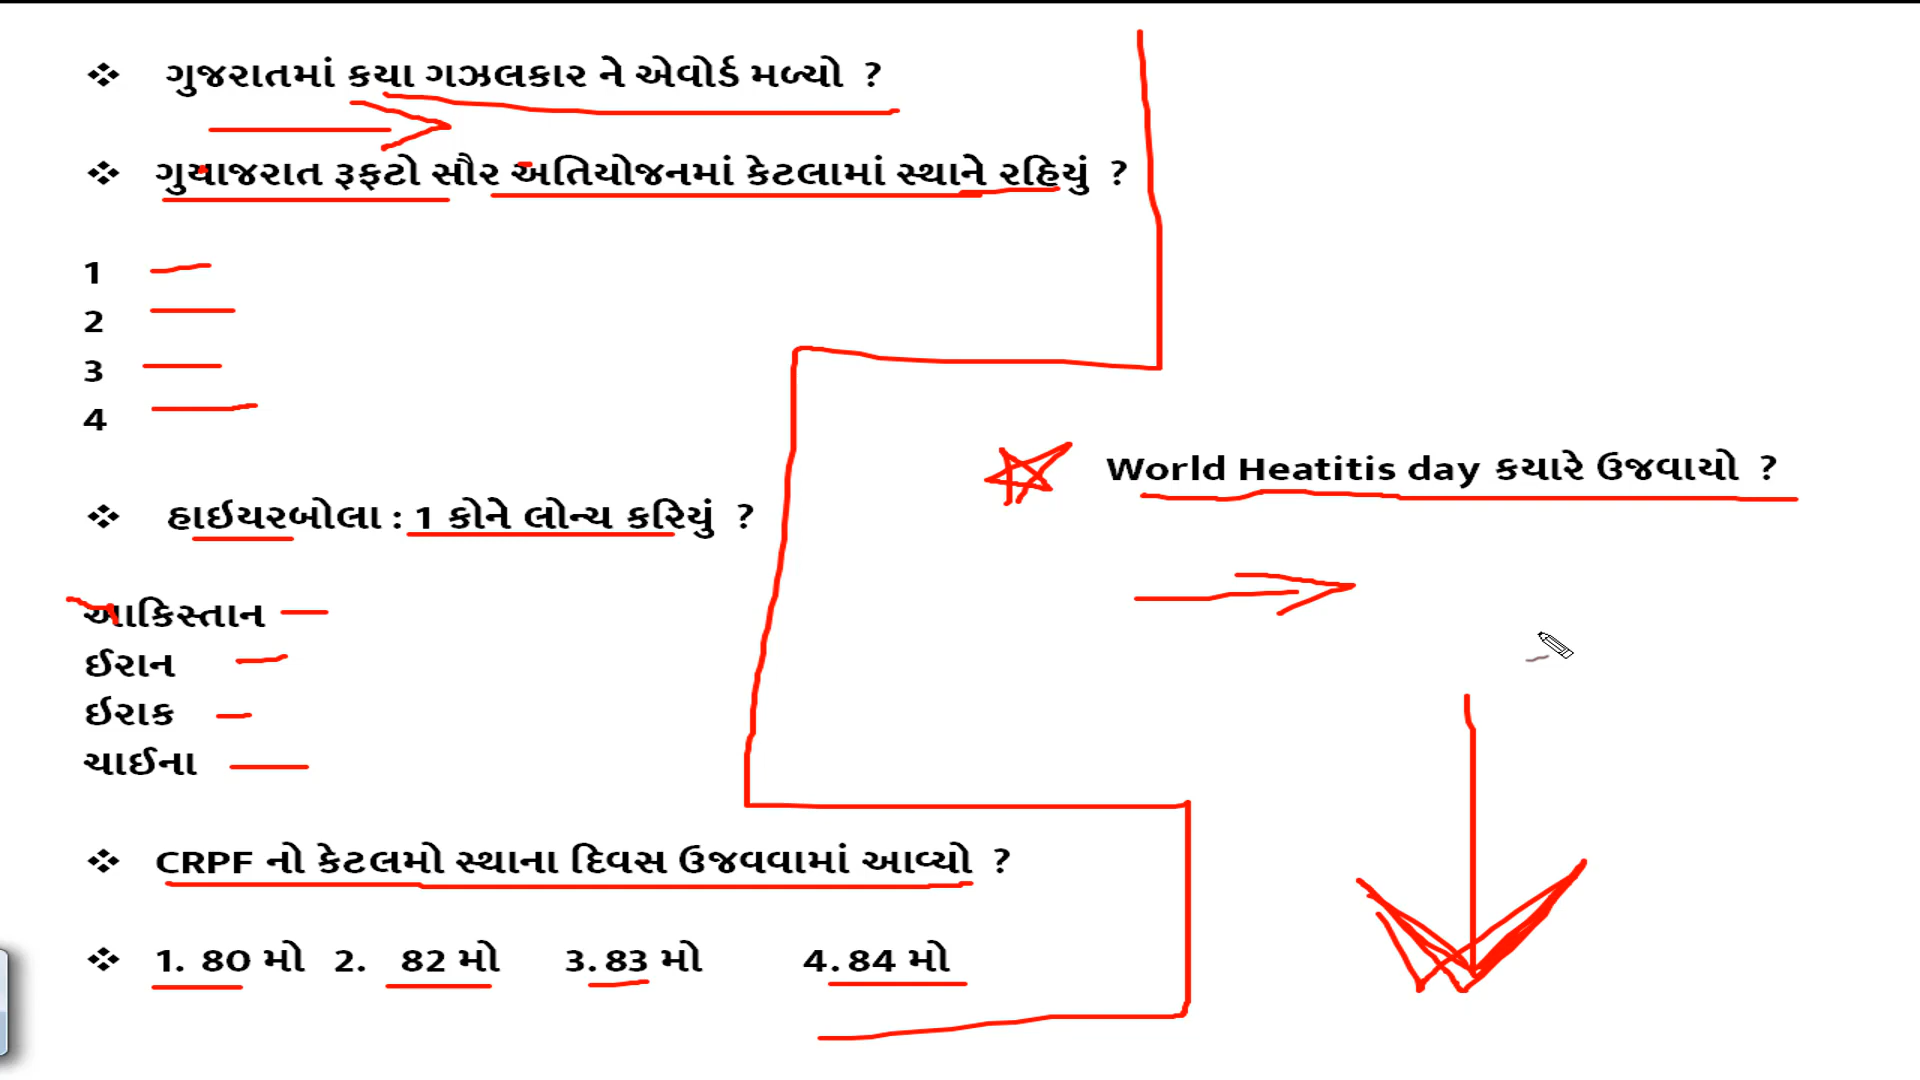 ❖ ગુજરાતમાં કયા ગઝલકાર ને એવોર્ડ મળ્યો ?
❖ ગુયાજરાત રૂફટો સૌર અતિયોજનમાં કેટલામાં સ્થાને રહિયું ?
1
2
3
4
❖ હાઇયરબોલા : 1 કોને લોન્ચ કરિયું ?
આકિસ્તાન
ઈરાન
ઈરાક
ચાઈના
❖ CRPF નો કેટલમો સ્થાના દિવસ ઉજવવામાં આવ્યો ?
❖ 1. 80 મો 2. 82 મો 3. 83 મો 4. 84 મો
World Heatitis day કયારે ઉજવાયો ?